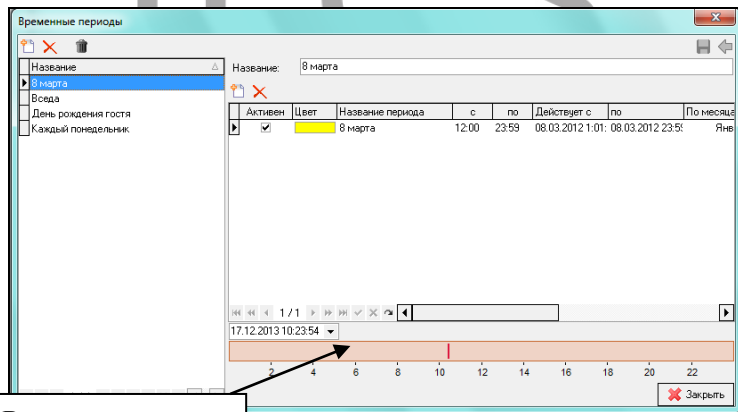 Временные периоды
Название
Название: 8 марта
8 марта
Вседа
День рождения гостя
Каждый понедельник
Активен Цвет Название периода с по Действует с по По месяца
8 марта 12:00 23:59 08.03.2012 1:01: 08.03.2012 23:5 Янв
1 / 1
17.12.2013 10:23:54
2 4 6 8 10 12 14 16 18 20 22
Закрыть